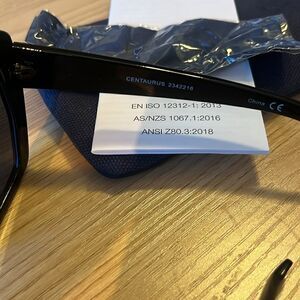 CENTAURUS 2342216
China CE
EN ISO 12312-1: 2013
AS/NZS 1067.1:2016
ANSI Z80.3:2018